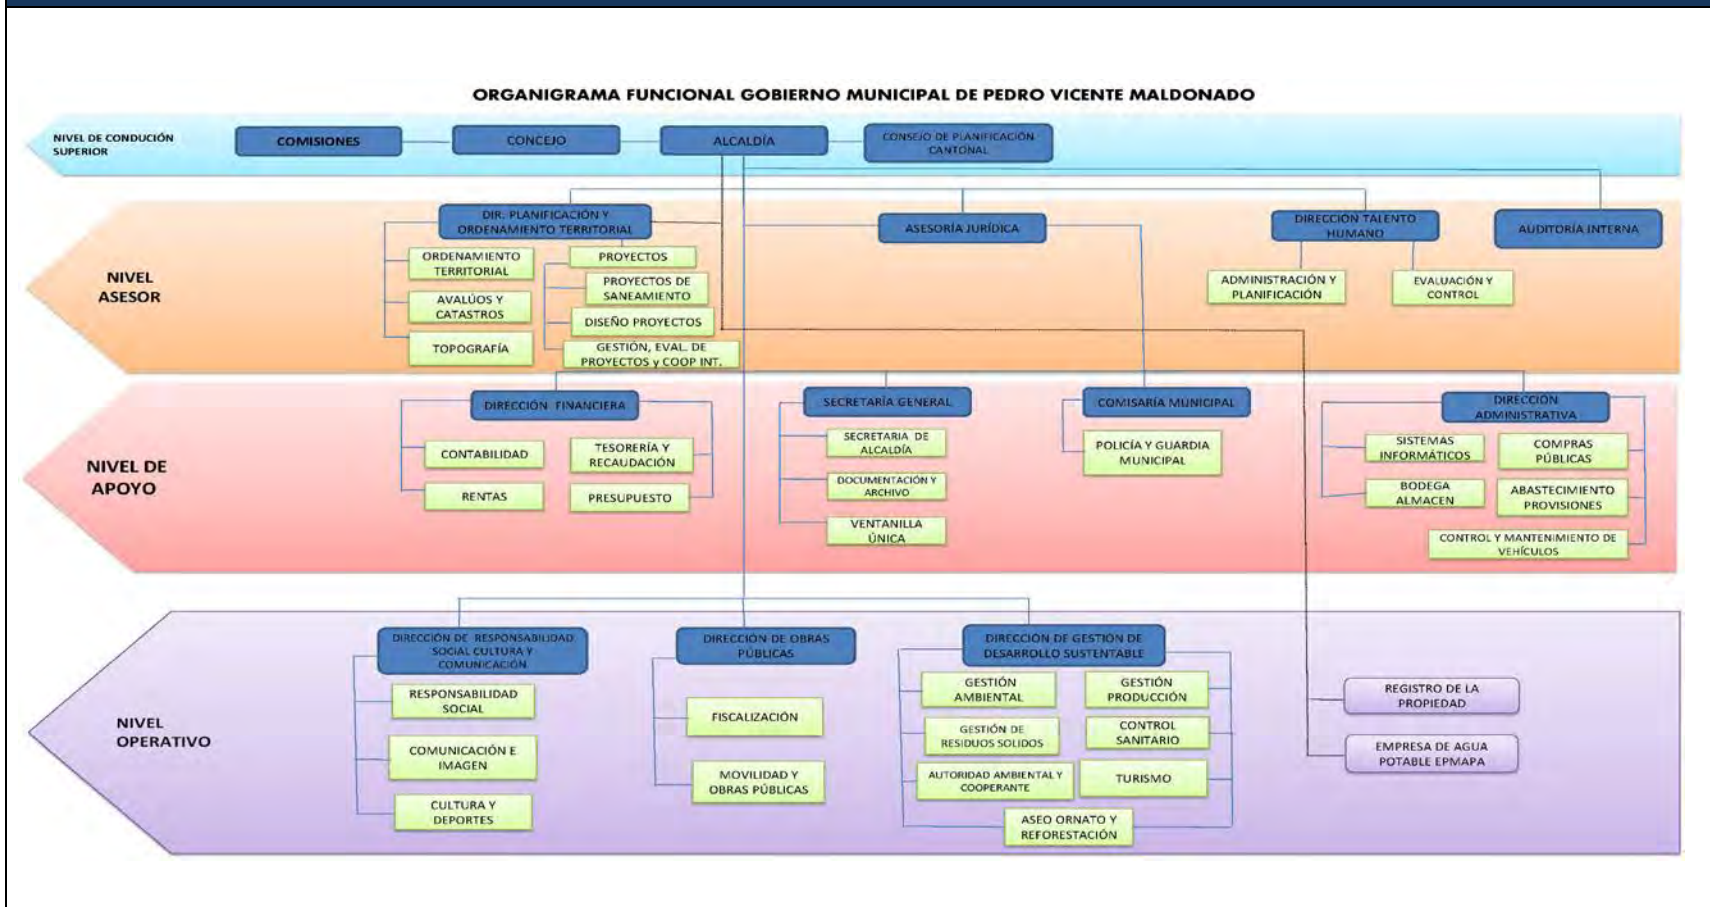 ORGANIGRAMA FUNCIONAL GOBIERNO MUNICIPAL DE PEDRO VICENTE MALDONADO
NIVEL DE CONDUCIÓN
SUPERIOR
COMISIONES
CONCEJO
ALCALDÍA
CONSEJO DE PLANIFICACIÓN
CANTONAL
NIVEL
ASESOR
DIR. PLANIFICACIÓN Y
ORDENAMIENTO TERRITORIAL
ORDENAMIENTO
TERRITORIAL
AVALÚOS Y
CATASTROS
TOPOGRAFÍA
PROYECTOS
PROYECTOS DE
SANEAMIENTO
DISEÑO PROYECTOS
GESTIÓN, EVAL. DE
PROYECTOS y COOP INT.
ASESORÍA JURÍDICA
DIRECCIÓN TALENTO
HUMANO
ADMINISTRACIÓN Y
PLANIFICACIÓN
EVALUACIÓN Y
CONTROL
AUDITORÍA INTERNA
NIVEL DE
APOYO
DIRECCIÓN FINANCIERA
CONTABILIDAD
RENTAS
TESORERÍA Y
RECAUDACIÓN
PRESUPUESTO
SECRETARÍA GENERAL
SECRETARIA DE
ALCALDÍA
DOCUMENTACIÓN Y
ARCHIVO
VENTANILLA
ÚNICA
COMISARÍA MUNICIPAL
POLICÍA Y GUARDIA
MUNICIPAL
DIRECCIÓN
ADMINISTRATIVA
SISTEMAS
INFORMÁTICOS
BODEGA
ALMACEN
COMPRAS
PÚBLICAS
ABASTECIMIENTO
PROVISIONES
CONTROL Y MANTENIMIENTO DE
VEHÍCULOS
NIVEL
OPERATIVO
DIRECCIÓN DE RESPONSABILIDAD
SOCIAL CULTURA Y
COMUNICACIÓN
RESPONSABILIDAD
SOCIAL
COMUNICACIÓN E
IMAGEN
CULTURA Y
DEPORTES
DIRECCIÓN DE OBRAS
PÚBLICAS
FISCALIZACIÓN
MOVILIDAD Y
OBRAS PÚBLICAS
DIRECCIÓN DE GESTIÓN DE
DESARROLLO SUSTENTABLE
GESTIÓN
AMBIENTAL
GESTIÓN DE
RESIDUOS SOLIDOS
AUTORIDAD AMBIENTAL Y
COOPERANTE
GESTIÓN
PRODUCCIÓN
CONTROL
SANITARIO
TURISMO
ASEO ORNATO Y
REFORESTACIÓN
REGISTRO DE LA
PROPIEDAD
EMPRESA DE AGUA
POTABLE EPMAPA